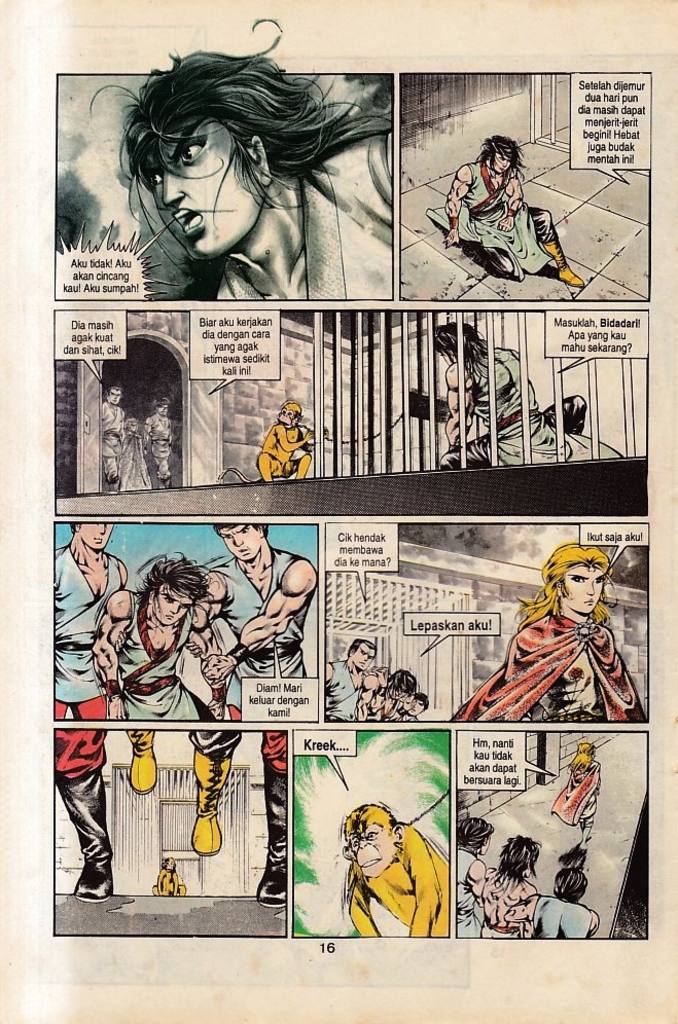 Aku tidak! Aku
akan cincang
kau! Aku sumpah!
Setelah dijemur
dua hari pun
dia masih dapat
menjerit-jerit
begini! Hebat
juga budak
mentah ini!
Dia masih
agak kuat
dan sihat, cik!
Biar aku kerjakan
dia dengan cara
yang agak
istimewa sedikit
kali ini!
Masuklah, Bidadari!
Apa yang kau
mahu sekarang?
Diam! Mari
keluar dengan
kami!
Cik hendak
membawa
dia ke mana?
Lepaskan aku!
Ikut saja aku!
Kreek....
Hm, nanti
kau tidak
akan dapat
bersuara lagi.
16